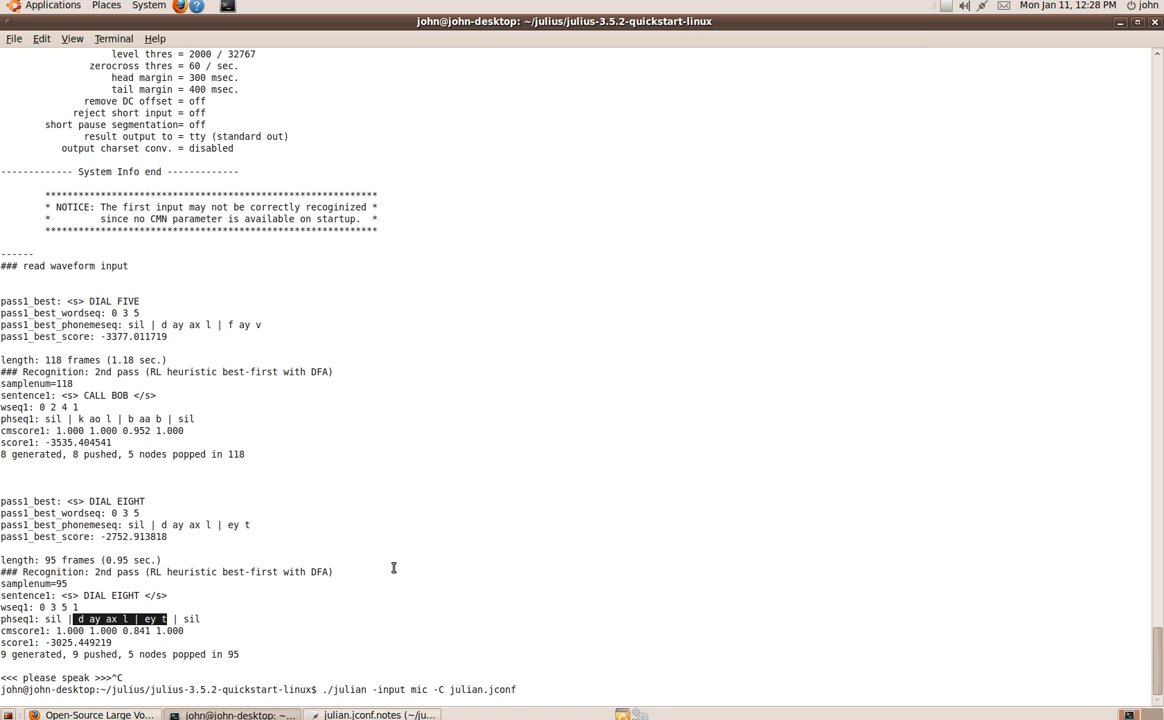 Applications Places System
Mon Jan 11, 12:28 PM john
john@john-desktop: ~/julius/julius-3.5.2-quickstart-linux
File Edit View Terminal Help
level thres = 2000 / 32767
zerocross thres = 60 / sec.
head margin = 300 msec.
tail margin = 400 msec.
remove DC offset = off
reject short input = off
short pause segmentation= off
result output to = tty (standard out)
output charset conv. = disabled
------------- System Info end -------------
*************************************************************
* NOTICE: The first input may not be correctly recoginized *
* since no CMN parameter is available on startup. *
*************************************************************
------
### read waveform input
pass1_best: <s> DIAL FIVE
pass1_best_wordseq: 0 3 5
pass1_best_phonemeseq: sil | d ay ax l | f ay v
pass1_best_score: -3377.011719
length: 118 frames (1.18 sec.)
### Recognition: 2nd pass (RL heuristic best-first with DFA)
samplenum=118
sentence1: <s> CALL BOB </s>
wseq1: 0 2 4 1
phseq1: sil | k ao l | b aa b | sil
cmscore1: 1.000 1.000 0.952 1.000
score1: -3535.404541
8 generated, 8 pushed, 5 nodes popped in 118
pass1_best: <s> DIAL EIGHT
pass1_best_wordseq: 0 3 5
pass1_best_phonemeseq: sil | d ay ax l | ey t
pass1_best_score: -2752.913818
length: 95 frames (0.95 sec.)
### Recognition: 2nd pass (RL heuristic best-first with DFA)
samplenum=95
sentence1: <s> DIAL EIGHT </s>
wseq1: 0 3 5 1
phseq1: sil | d ay ax l | ey t | sil
cmscore1: 1.000 1.000 0.841 1.000
score1: -3025.449219
9 generated, 9 pushed, 5 nodes popped in 95
<<< please speak >>>^C
john@john-desktop:~/julius/julius-3.5.2-quickstart-linux$ ./julian -input mic -C julian.jconf
Open-Source Large Vo... john@john-desktop: ~... julian.jconf.notes (~/ju...